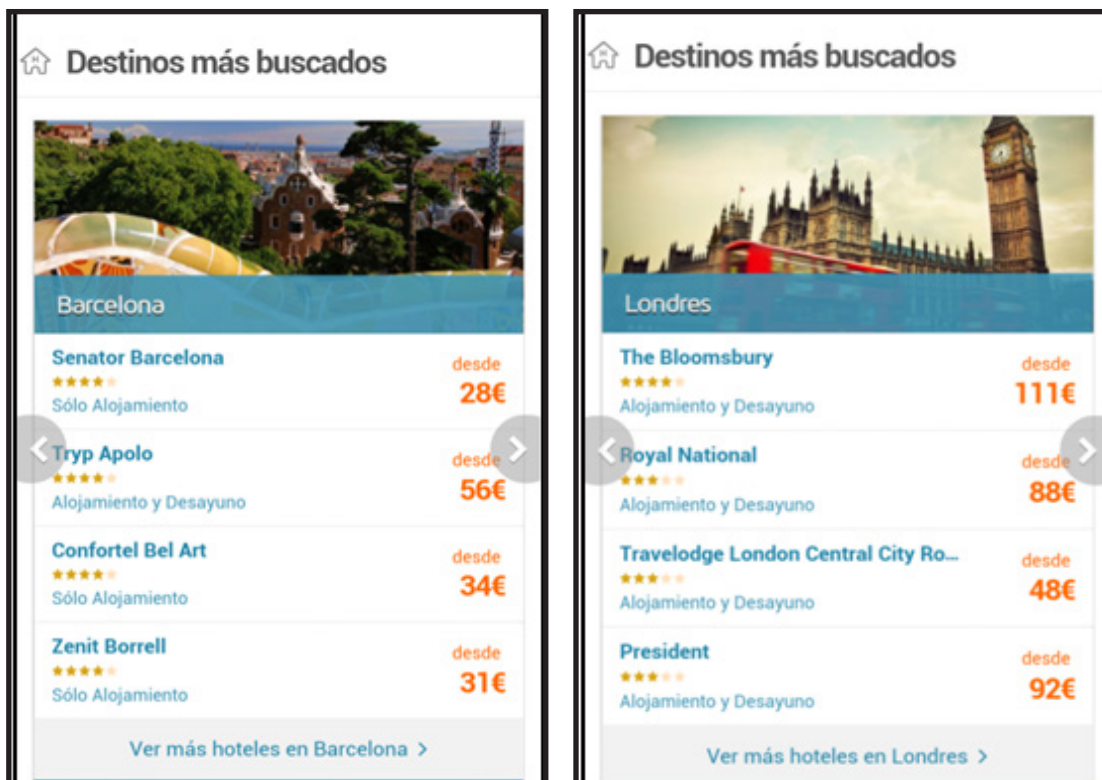 Destinos más buscados
Barcelona
Senator Barcelona
desde
28€
Sólo Alojamiento
Tryp Apolo
desde
56€
Alojamiento y Desayuno
Confortel Bel Art
desde
34€
Sólo Alojamiento
Zenit Borrell
desde
31€
Sólo Alojamiento
Ver más hoteles en Barcelona >
Destinos más buscados
Londres
The Bloomsbury
desde
111€
Alojamiento y Desayuno
Royal National
desde
88€
Alojamiento y Desayuno
Travelodge London Central City Ro...
desde
48€
Alojamiento y Desayuno
President
desde
92€
Alojamiento y Desayuno
Ver más hoteles en Londres >